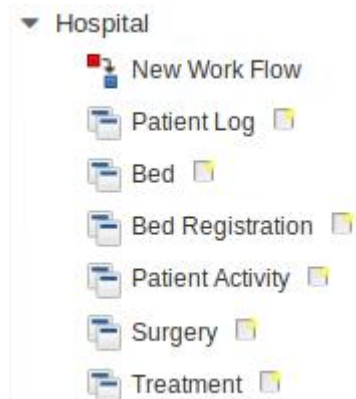 Hospital
New Work Flow
Patient Log
Bed
Bed Registration
Patient Activity
Surgery
Treatment